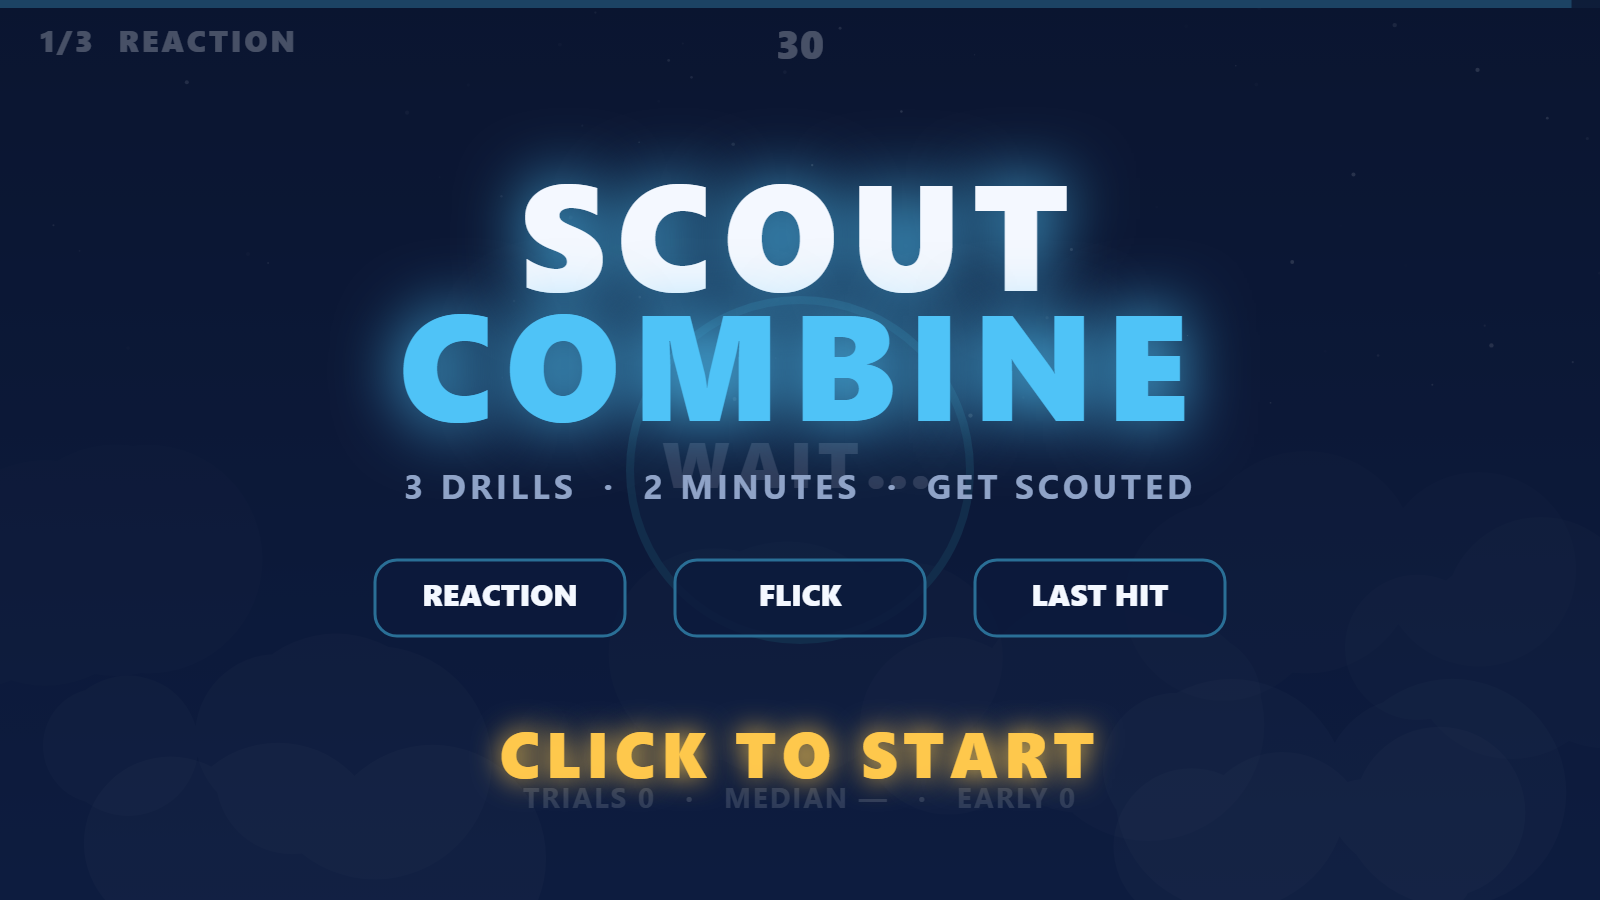 1/3 REACTION
30
SCOUT
COMBINE
WAIT...
3 DRILLS · 2 MINUTES · GET SCOUTED
REACTION
FLICK
LAST HIT
CLICK TO START
TRIALS 0 · MEDIAN — · EARLY 0